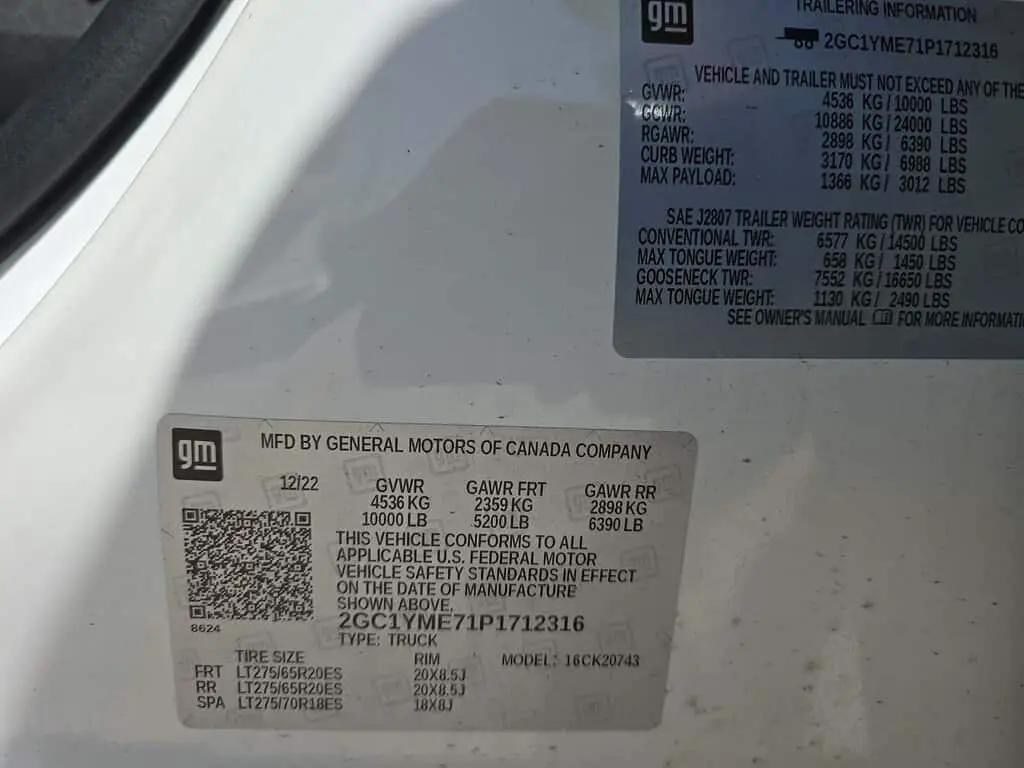 gm
TRAILERING INFORMATION
2GC1YME71P1712316
VEHICLE AND TRAILER MUST NOT EXCEED ANY OF THE
GVWR: 4536 KG / 10000 LBS
GCWR: 10886 KG / 24000 LBS
RGAWR: 2898 KG / 6390 LBS
CURB WEIGHT: 3170 KG / 6988 LBS
MAX PAYLOAD: 1366 KG / 3012 LBS
SAE J2807 TRAILER WEIGHT RATING (TWR) FOR VEHICLE CO
CONVENTIONAL TWR: 6577 KG / 14500 LBS
MAX TONGUE WEIGHT: 658 KG / 1450 LBS
GOOSENECK TWR: 7552 KG / 16650 LBS
MAX TONGUE WEIGHT: 1130 KG / 2490 LBS
SEE OWNER'S MANUAL FOR MORE INFORMATI
gm
MFD BY GENERAL MOTORS OF CANADA COMPANY
12/22 GVWR GAWR FRT GAWR RR
4536 KG 2359 KG 2898 KG
10000 LB 5200 LB 6390 LB
THIS VEHICLE CONFORMS TO ALL
APPLICABLE U.S. FEDERAL MOTOR
VEHICLE SAFETY STANDARDS IN EFFECT
ON THE DATE OF MANUFACTURE
SHOWN ABOVE.
2GC1YME71P1712316
8624
TYPE: TRUCK
TIRE SIZE RIM MODEL: 16CK20743
FRT LT275/65R20ES 20X8.5J
RR LT275/65R20ES 20X8.5J
SPA LT275/70R18ES 18X8J